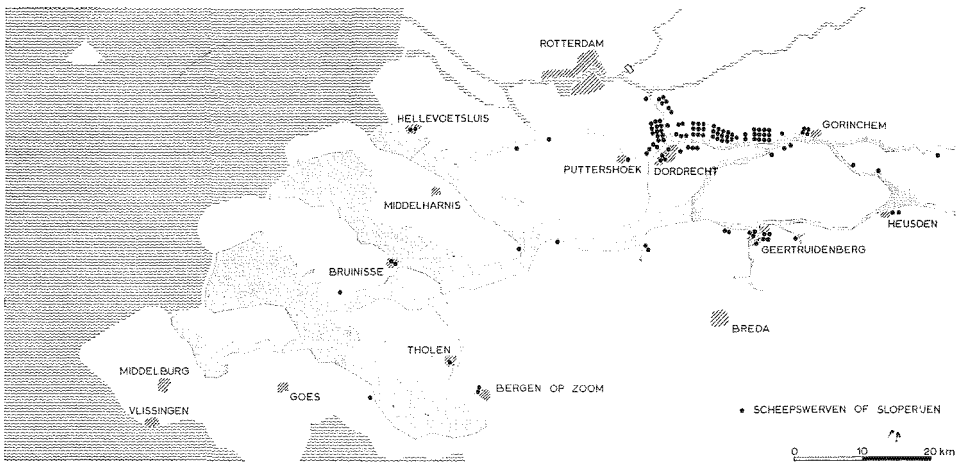 ROTTERDAM
HELLEVOETSLUIS
GORINCHEM
PUTTERSHOEK
DORDRECHT
MIDDELHARNIS
HEUSDEN
GEERTRUIDENBERG
BRUINISSE
BREDA
THOLEN
MIDDELBURG
BERGEN OP ZOOM
GOES
VLISSINGEN
SCHEEPSWERVEN OF SLOPERIJEN
0 10 20 km